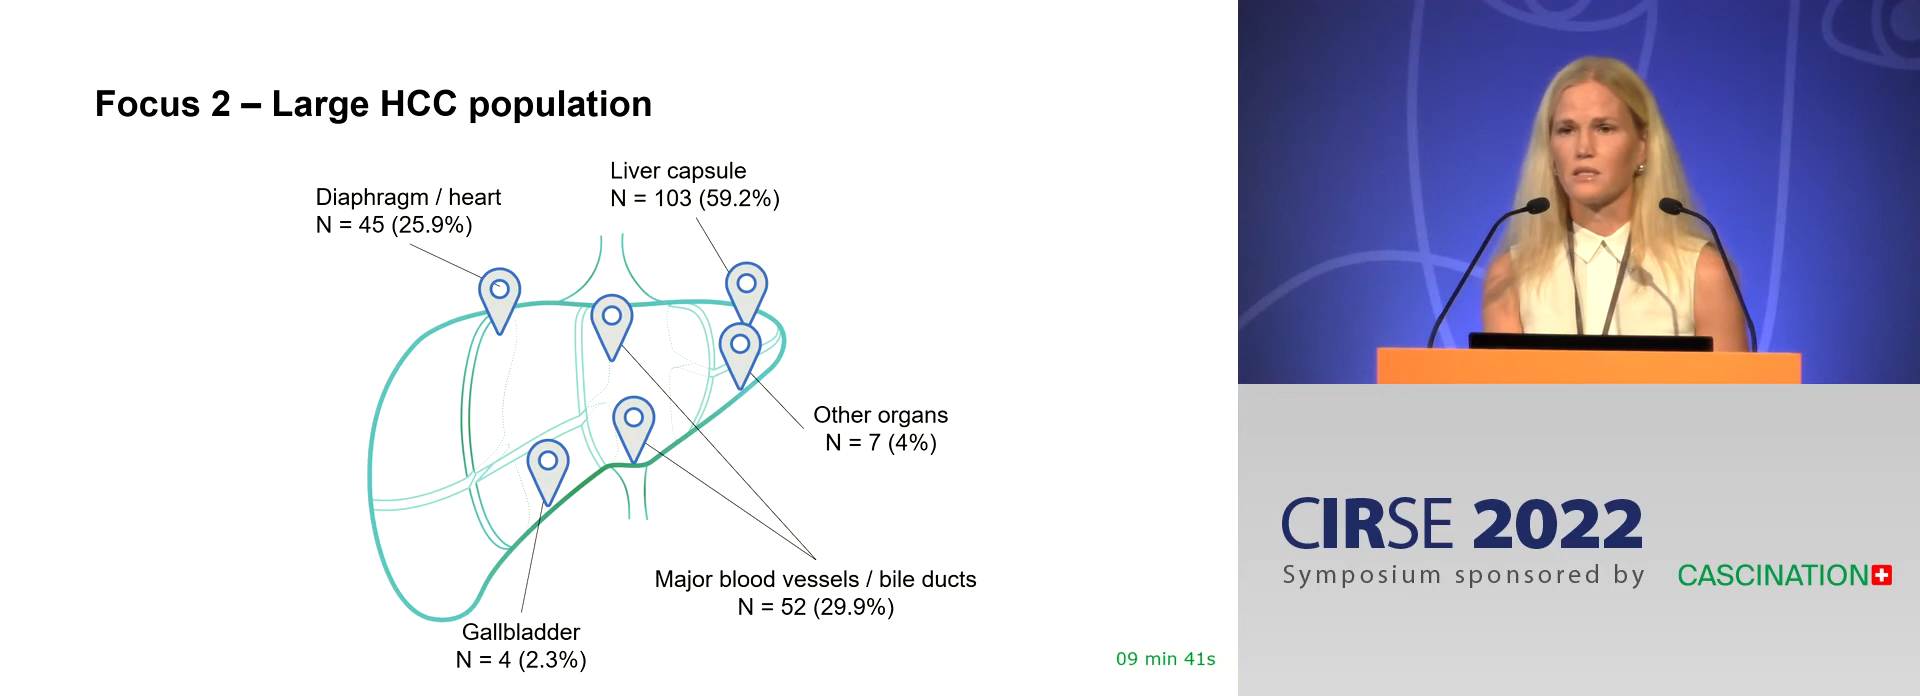 Focus 2 – Large HCC population
Liver capsule
N = 103 (59.2%)
Diaphragm / heart
N = 45 (25.9%)
Other organs
N = 7 (4%)
Major blood vessels / bile ducts
N = 52 (29.9%)
Gallbladder
N = 4 (2.3%)
09 min 41s
CIRSE 2022
Symposium sponsored by CASCINATION